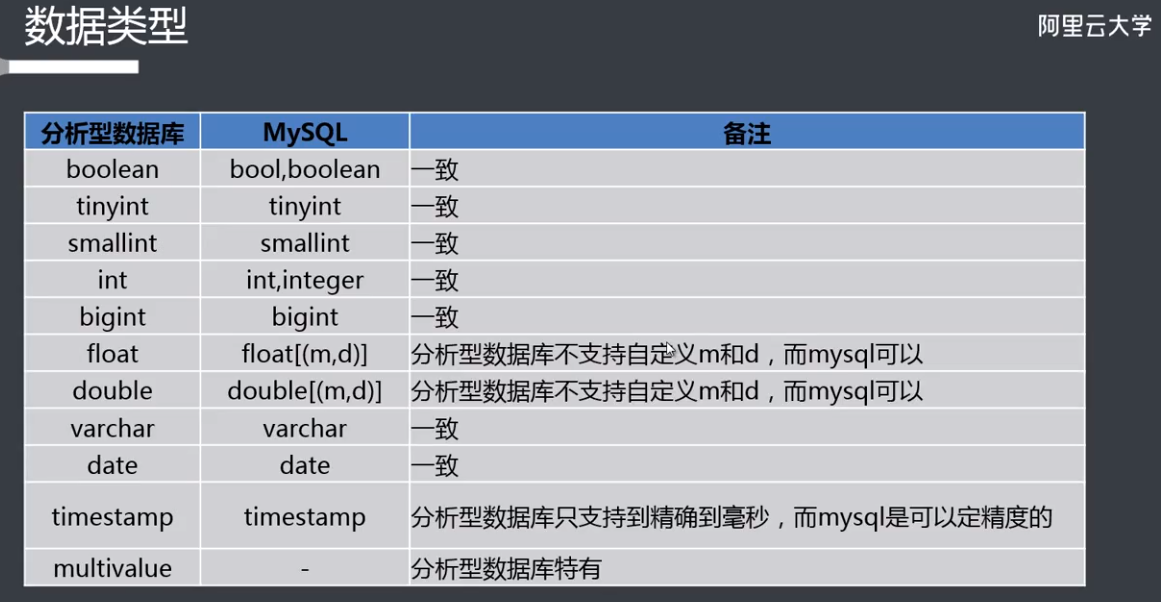 数据类型
阿里云大学
分析型数据库 MySQL 备注
boolean bool,boolean 一致
tinyint tinyint 一致
smallint smallint 一致
int int,integer 一致
bigint bigint 一致
float float[(m,d)] 分析型数据库不支持自定义m和d，而mysql可以
double double[(m,d)] 分析型数据库不支持自定义m和d，而mysql可以
varchar varchar 一致
date date 一致
timestamp timestamp 分析型数据库只支持到精确到毫秒，而mysql是可以定精度的
multivalue - 分析型数据库特有